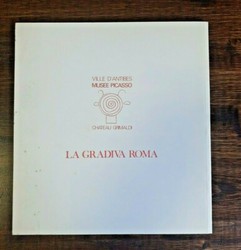 VILLE D'ANTIBES
MUSEE PICASSO
CHATEAU GRIMALDI
LA GRADIVA ROMA